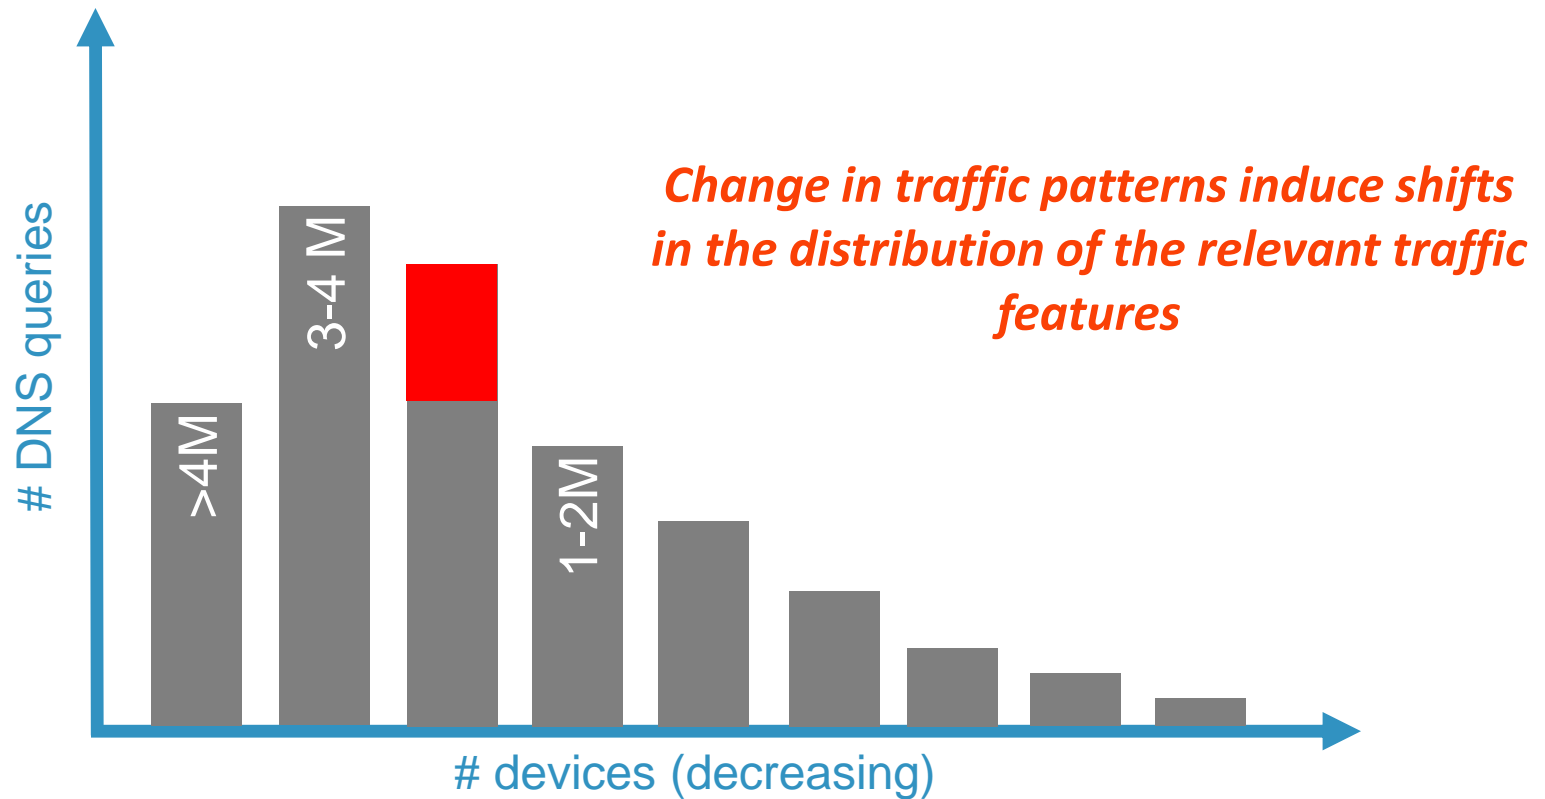 Change in traffic patterns induce shifts
in the distribution of the relevant traffic
features
# DNS queries
>4M
3-4 M
1-2M
# devices (decreasing)